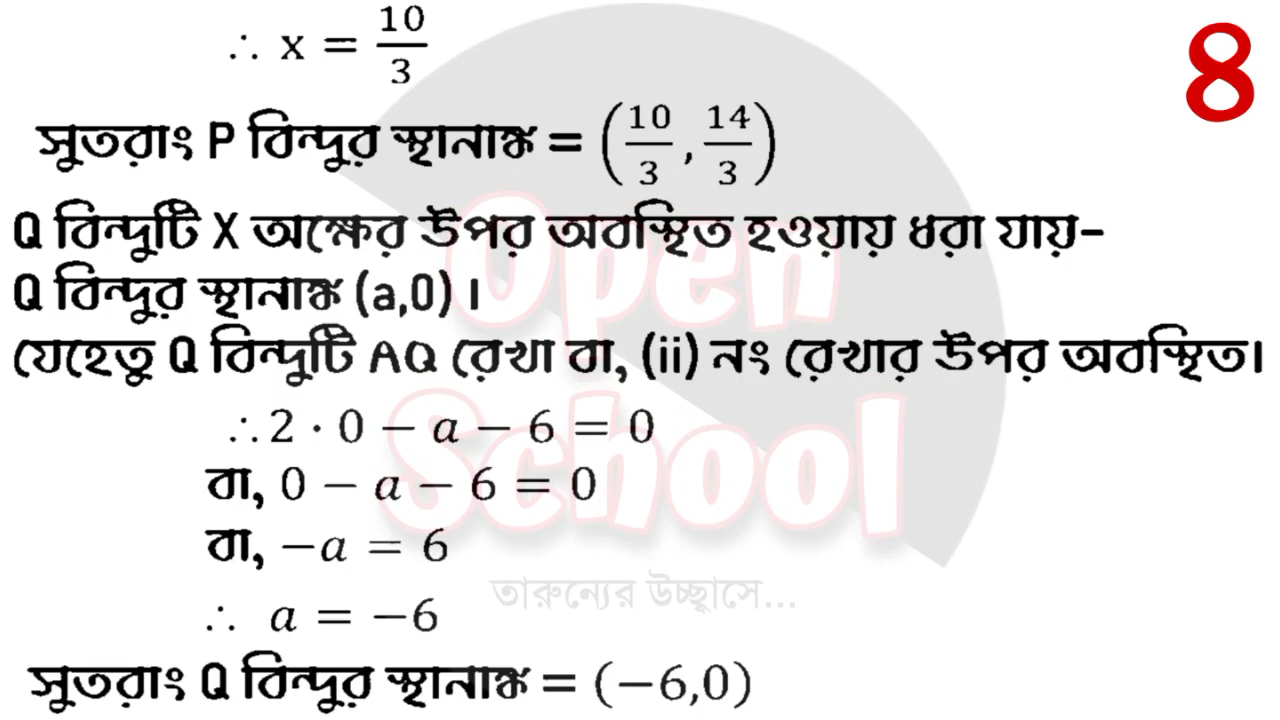 ∴ x = 10/3
8
সুতরাং P বিন্দুর স্থানাঙ্ক = (10/3, 14/3)
Q বিন্দুটি X অক্ষের উপর অবস্থিত হওয়ায় ধরা যায়-
Q বিন্দুর স্থানাঙ্ক (a,0) ।
যেহেতু Q বিন্দুটি AQ রেখা বা, (ii) নং রেখার উপর অবস্থিত।
∴ 2 · 0 − a − 6 = 0
বা, 0 − a − 6 = 0
বা, −a = 6
∴ a = −6
সুতরাং Q বিন্দুর স্থানাঙ্ক = (−6,0)
Open
School
তারুন্যের উচ্ছ্বাসে...